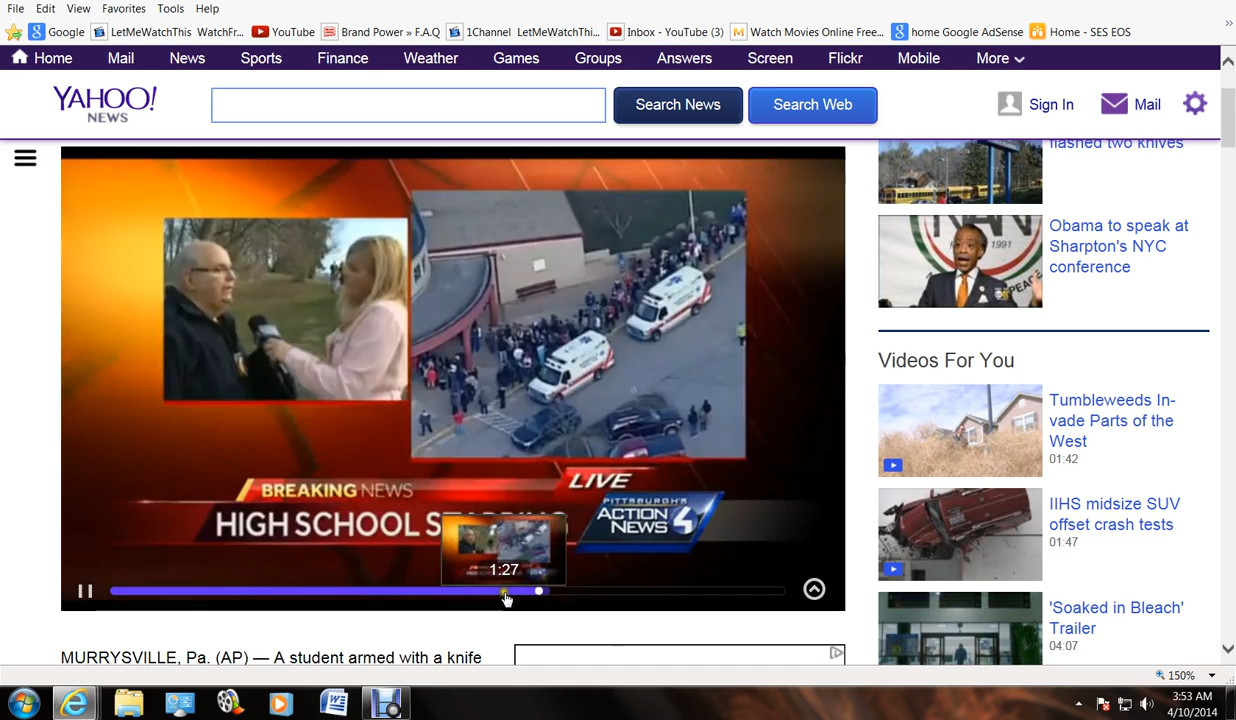 File Edit View Favorites Tools Help
Google LetMeWatchThis WatchFr... YouTube Brand Power » F.A.Q 1Channel LetMeWatchThi... Inbox - YouTube (3) Watch Movies Online Free... home Google AdSense Home - SES EOS »
Home Mail News Sports Finance Weather Games Groups Answers Screen Flickr Mobile More
YAHOO!
NEWS
Search News Search Web Sign In Mail
flashed two knives
Obama to speak at
Sharpton's NYC
conference
1991
Videos For You
Tumbleweeds In-
vade Parts of the
West
01:42
IIHS midsize SUV
offset crash tests
01:47
'Soaked in Bleach'
Trailer
04:07
LIVE
BREAKING NEWS
HIGH SCHOOL
PITTSBURGH'S
ACTION
NEWS 4
1:27
MURRYSVILLE, Pa. (AP) — A student armed with a knife
150%
3:53 AM
4/10/2014